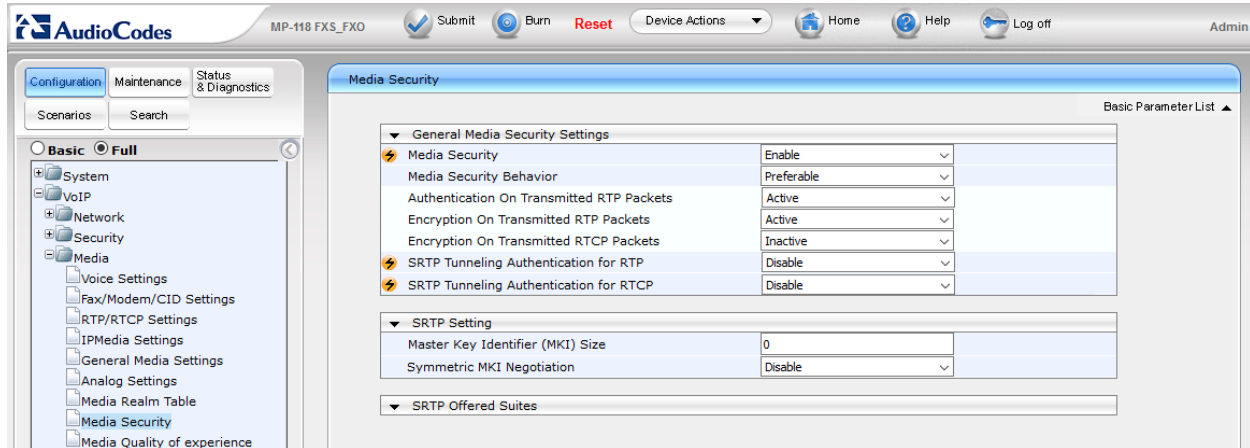 AudioCodes
MP-118 FXS_FXO
Submit
Burn
Reset
Device Actions
Home
Help
Log off
Admin
Configuration
Maintenance
Status
& Diagnostics
Scenarios
Search
Basic
Full
System
VoIP
Network
Security
Media
Voice Settings
Fax/Modem/CID Settings
RTP/RTCP Settings
IPMedia Settings
General Media Settings
Analog Settings
Media Realm Table
Media Security
Media Quality of experience
Media Security
Basic Parameter List
General Media Security Settings
Media Security Enable
Media Security Behavior Preferable
Authentication On Transmitted RTP Packets Active
Encryption On Transmitted RTP Packets Active
Encryption On Transmitted RTCP Packets Inactive
SRTP Tunneling Authentication for RTP Disable
SRTP Tunneling Authentication for RTCP Disable
SRTP Setting
Master Key Identifier (MKI) Size 0
Symmetric MKI Negotiation Disable
SRTP Offered Suites